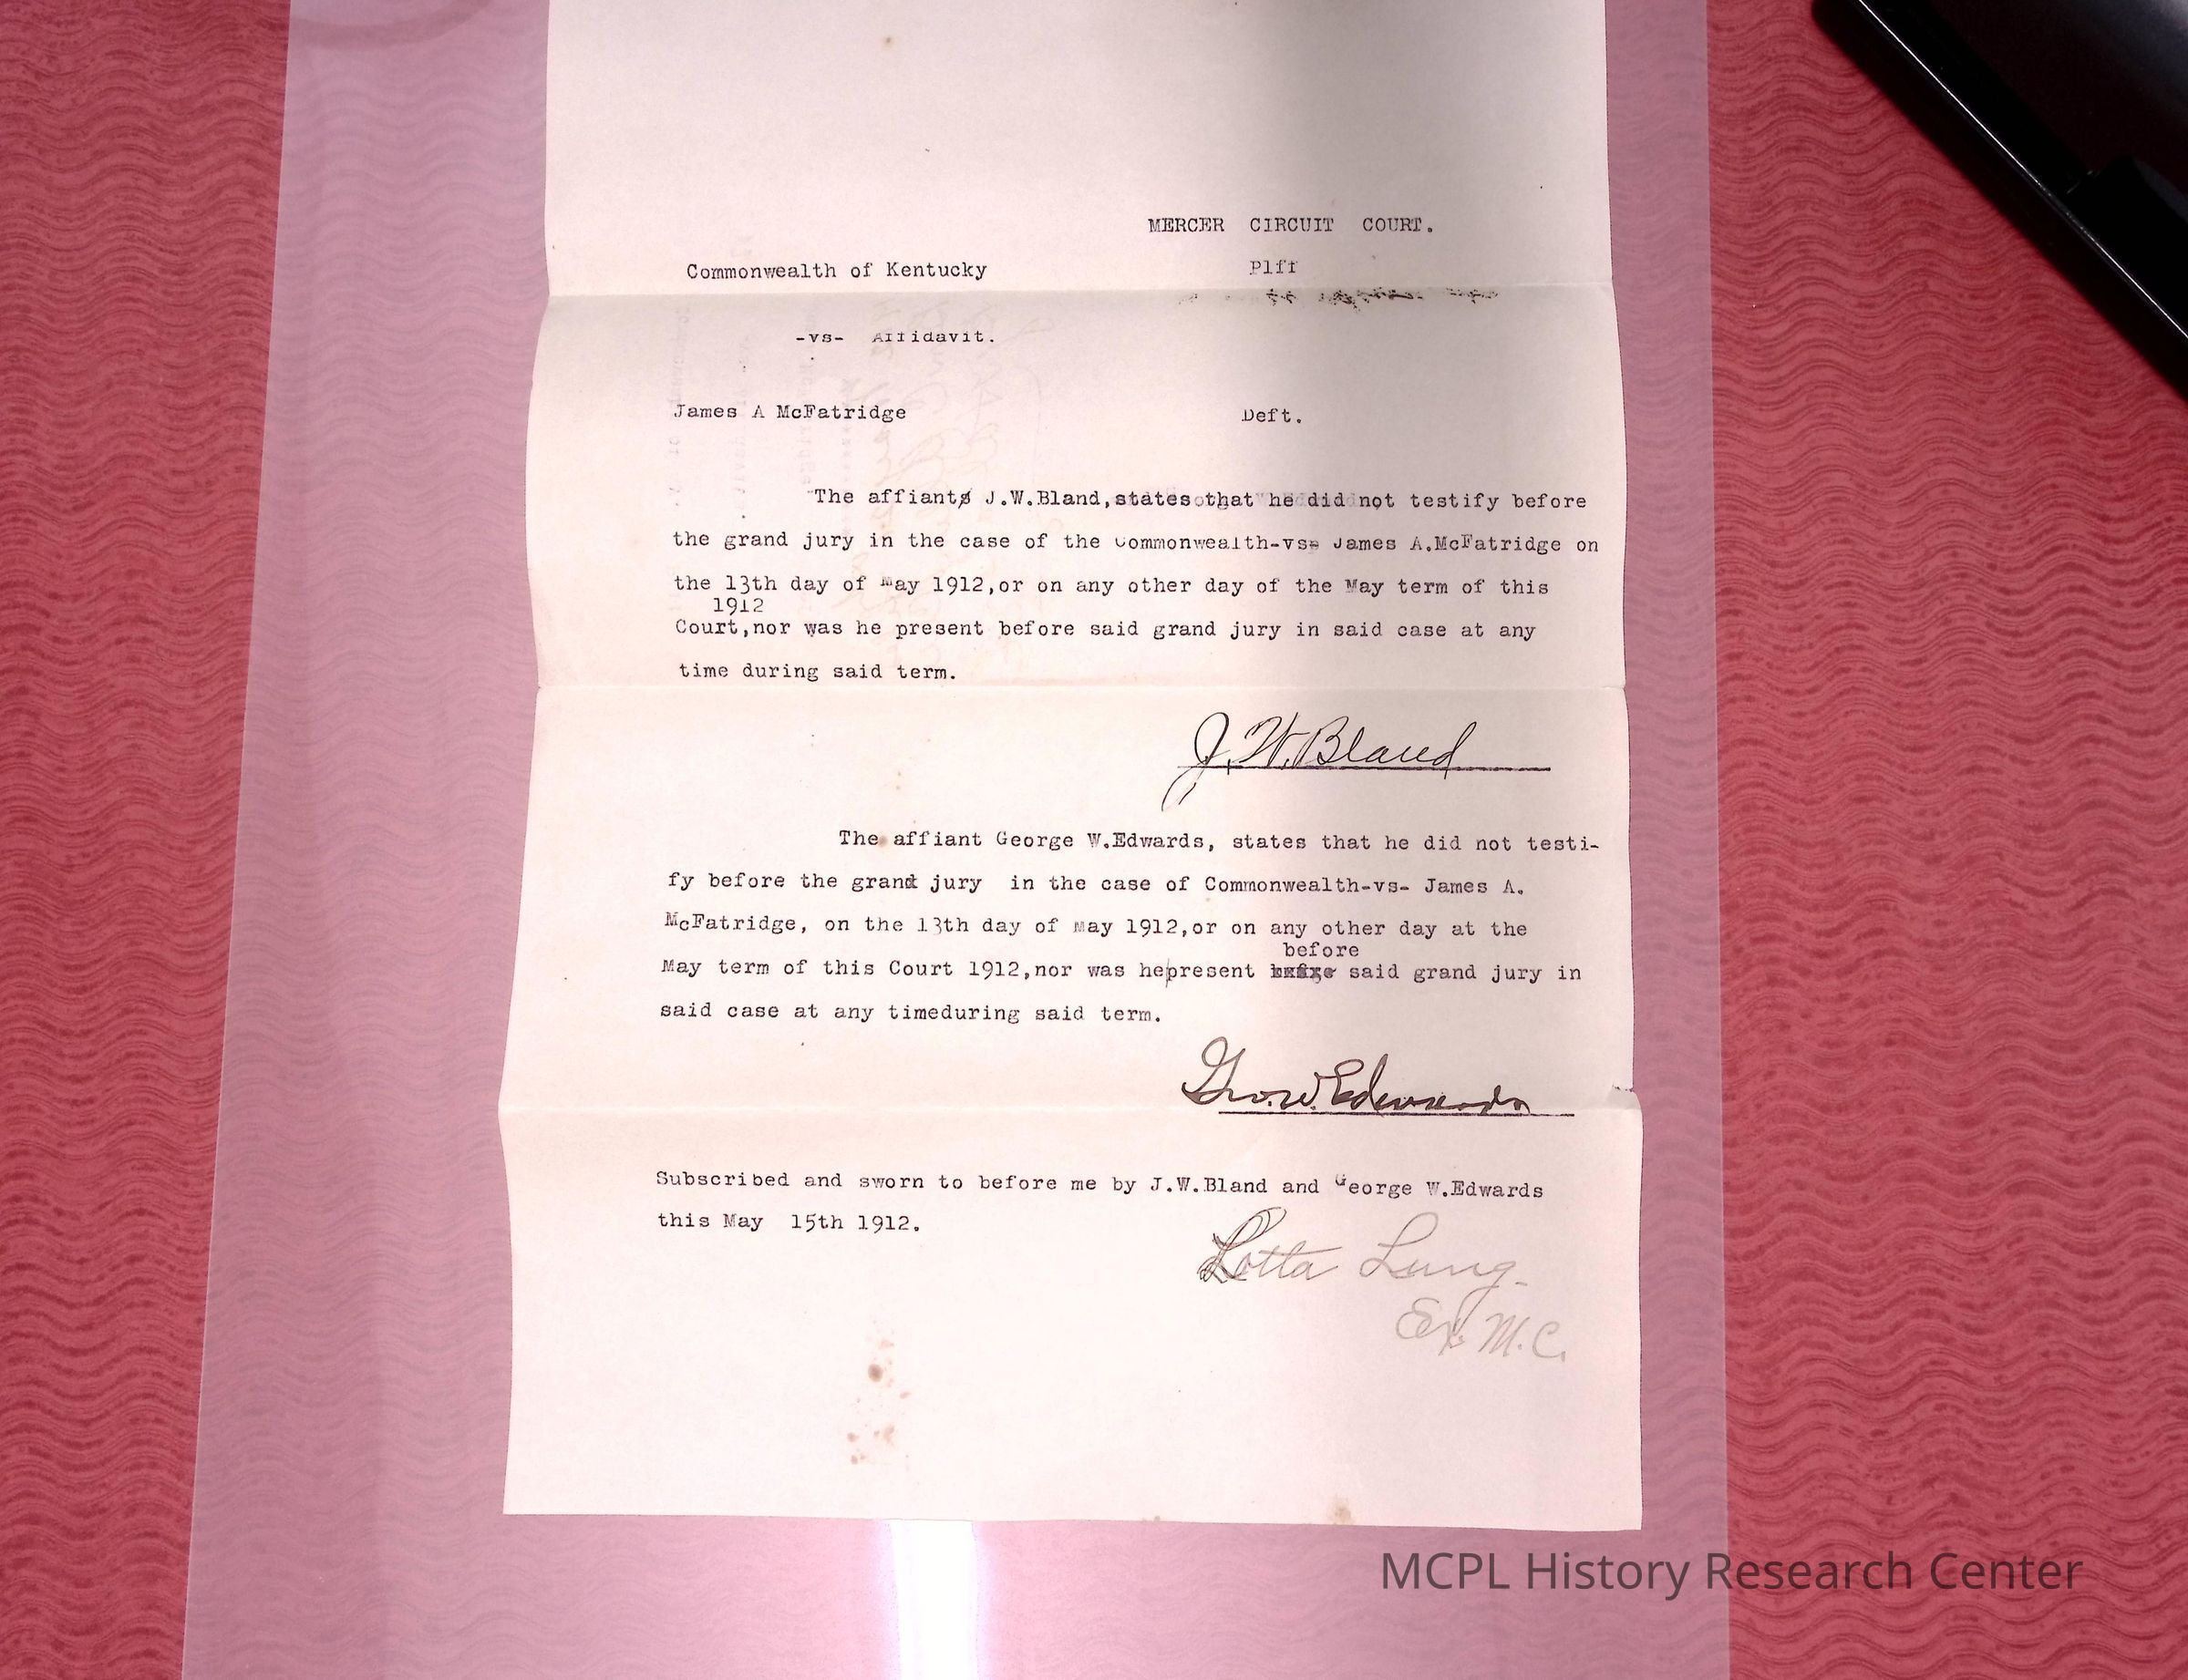 MERCER CIRCUIT COURT.
Commonwealth of Kentucky Plff
-vs- Affidavit.
James A McFatridge Deft.
The affiant J.W.Bland,states that he did not testify before
the grand jury in the case of the Commonwealth-vs- James A.McFatridge on
the 13th day of May 1912,or on any other day of the May term of this
1912
Court,nor was he present before said grand jury in said case at any
time during said term.
J.W.Bland
The affiant George W.Edwards, states that he did not testi-
fy before the grand jury in the case of Commonwealth-vs- James A.
McFatridge, on the 13th day of May 1912,or on any other day at the
before
May term of this Court 1912,nor was he present said grand jury in
said case at any timeduring said term.
Geo. W. Edwards
Subscribed and sworn to before me by J.W.Bland and George W.Edwards
this May 15th 1912.
Lotta Lung.
Ex. M.C.
MCPL History Research Center